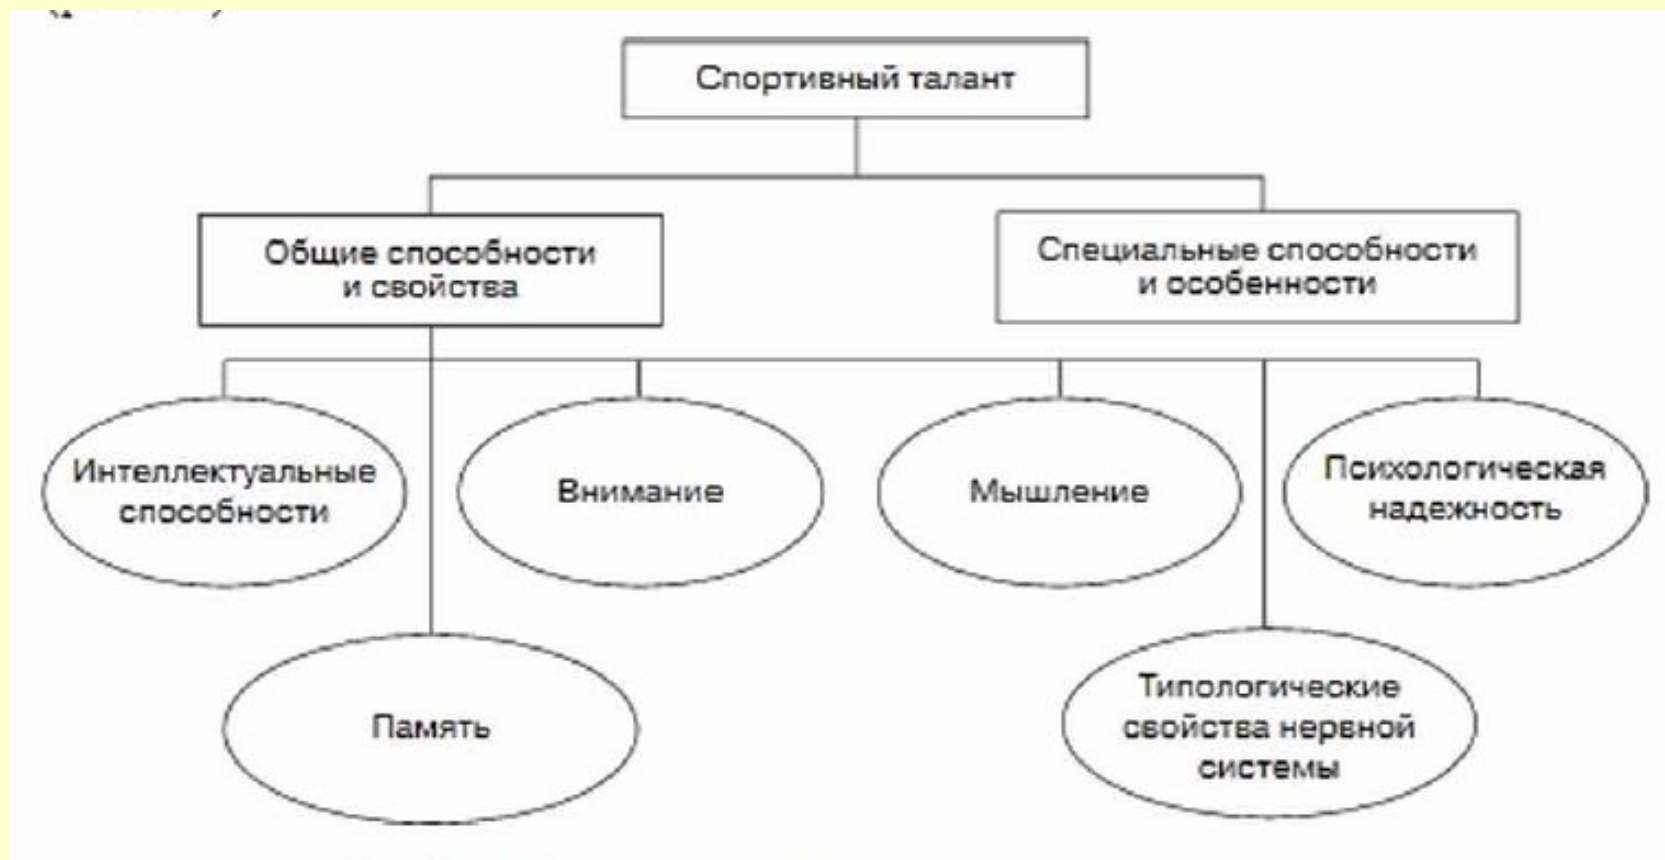 Спортивный талант
Общие способности
и свойства
Специальные способности
и особенности
Интеллектуальные
способности
Внимание
Мышление
Психологическая
надежность
Память
Типологические
свойства нервной
системы